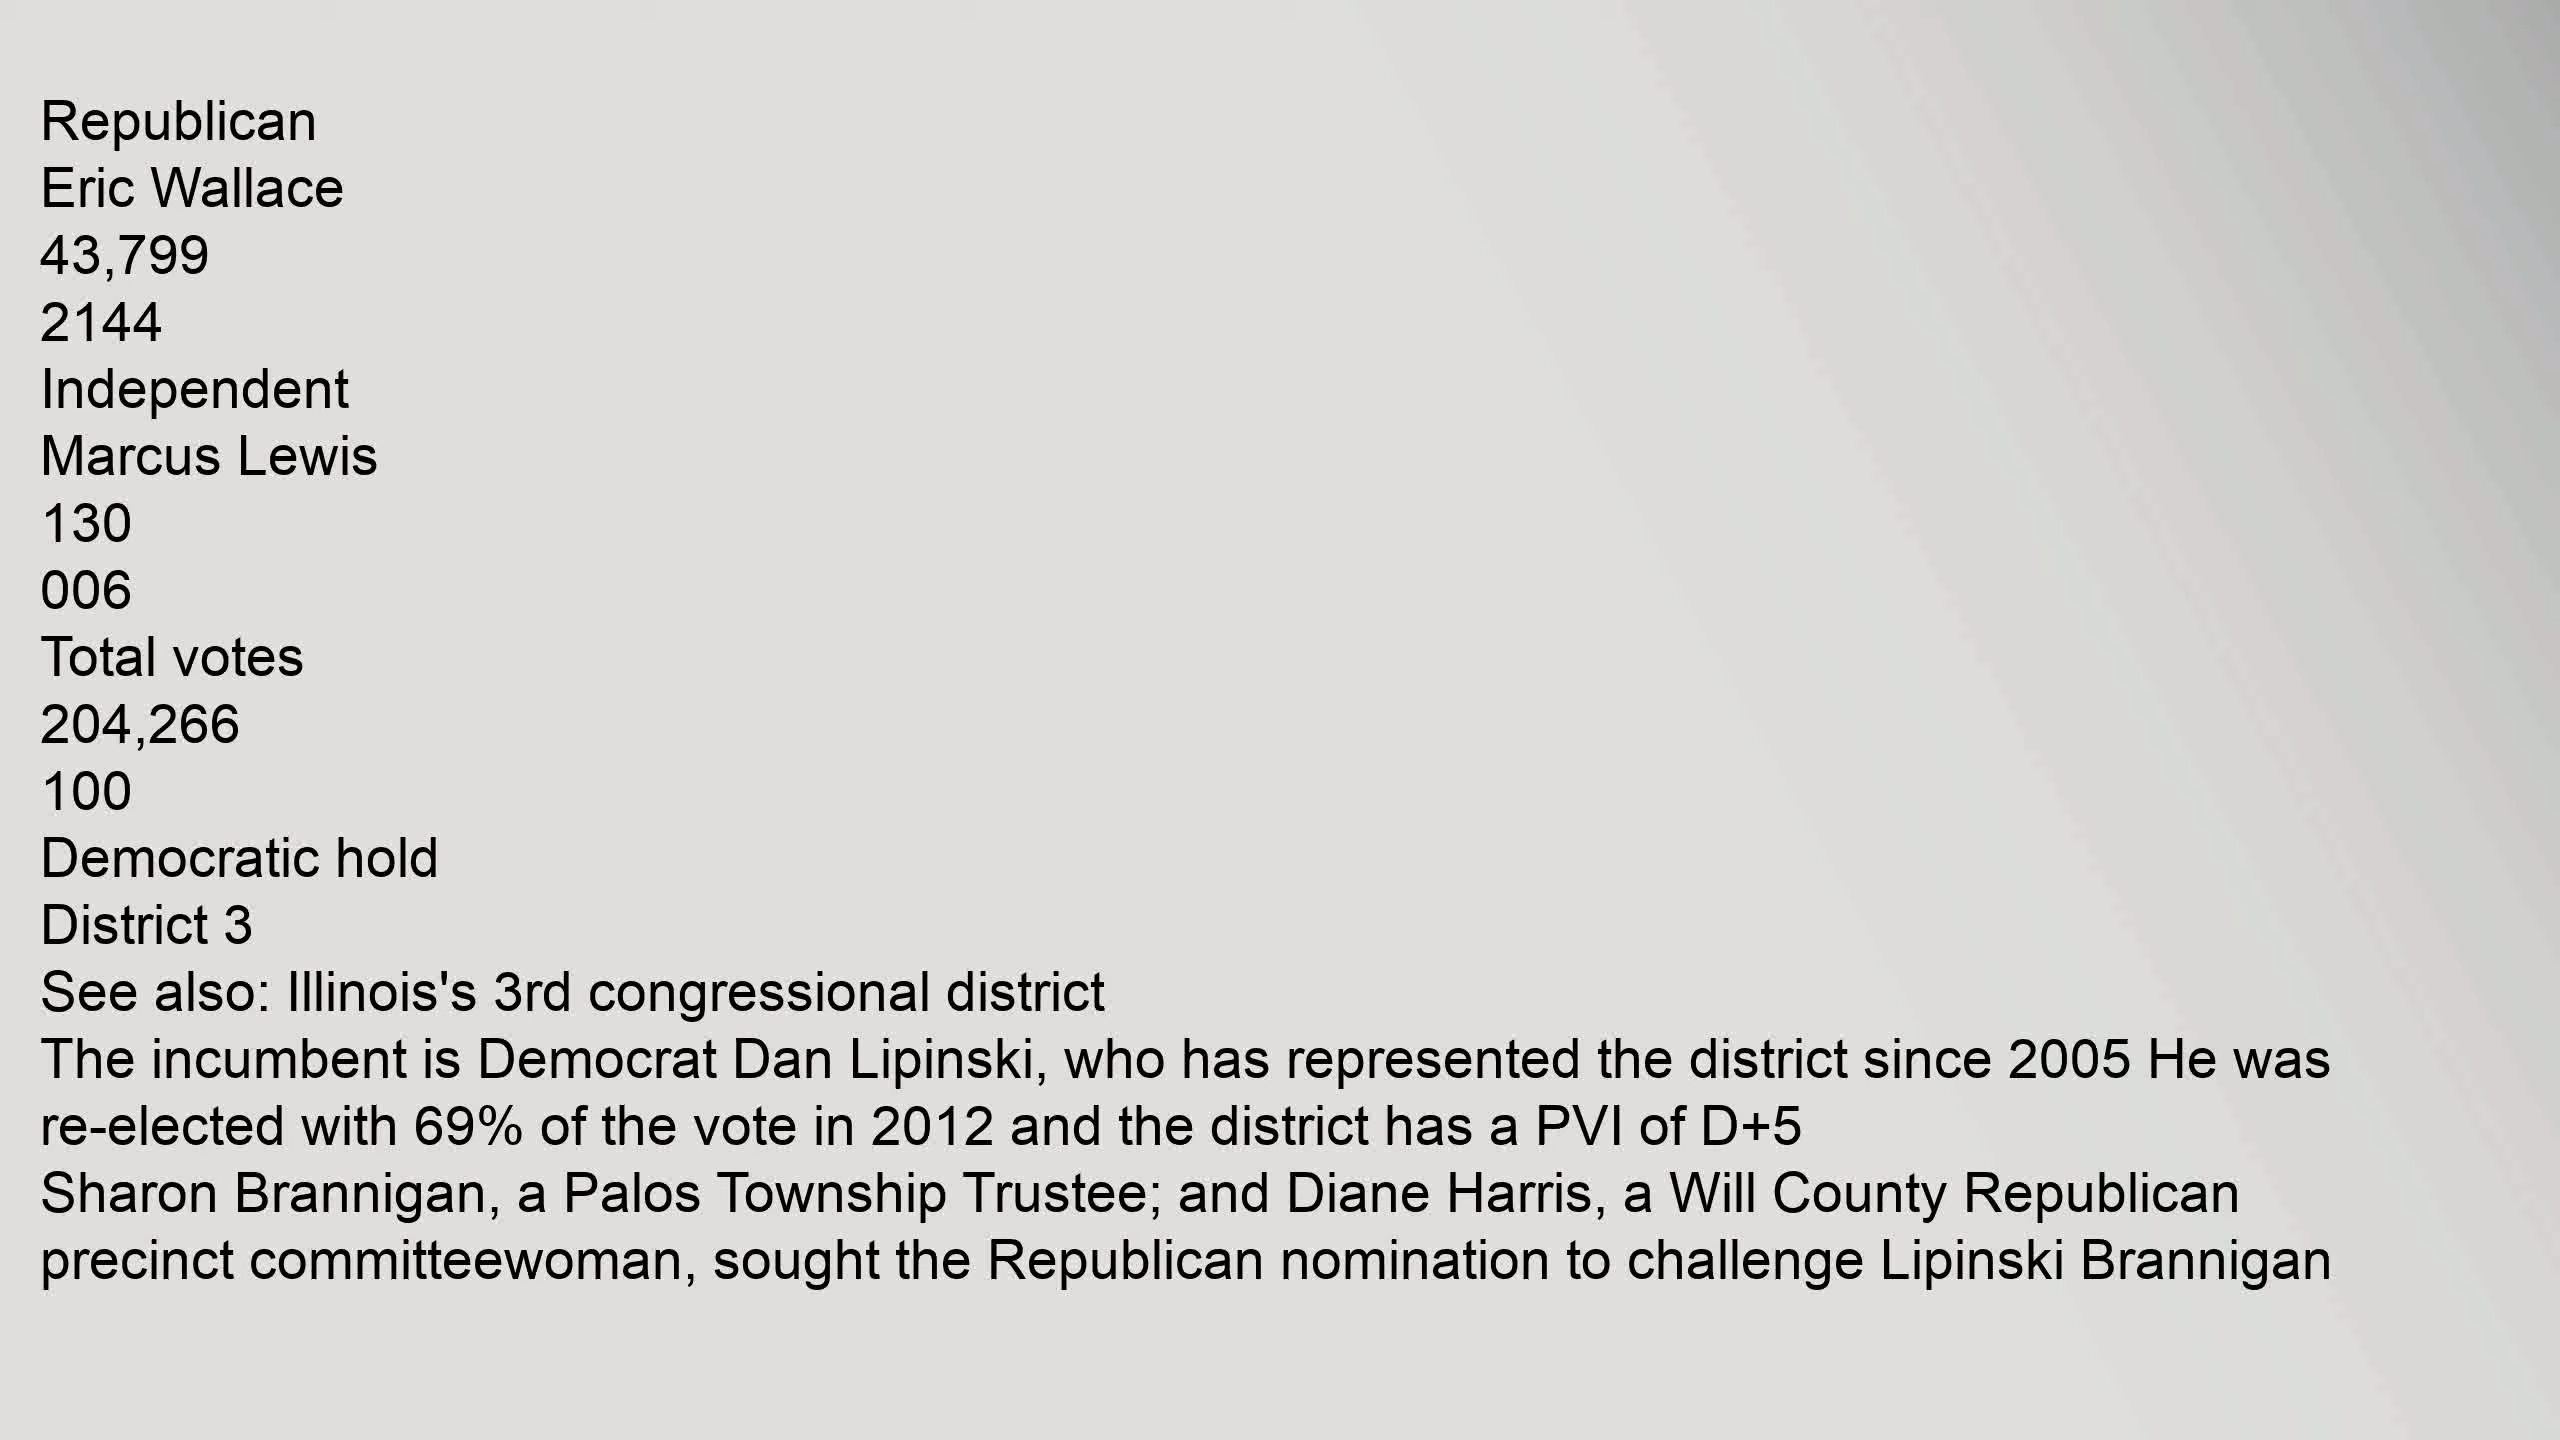 Republican
Eric Wallace
43,799
2144
Independent
Marcus Lewis
130
006
Total votes
204,266
100
Democratic hold
District 3
See also: Illinois's 3rd congressional district
The incumbent is Democrat Dan Lipinski, who has represented the district since 2005 He was
re-elected with 69% of the vote in 2012 and the district has a PVI of D+5
Sharon Brannigan, a Palos Township Trustee; and Diane Harris, a Will County Republican
precinct committeewoman, sought the Republican nomination to challenge Lipinski Brannigan